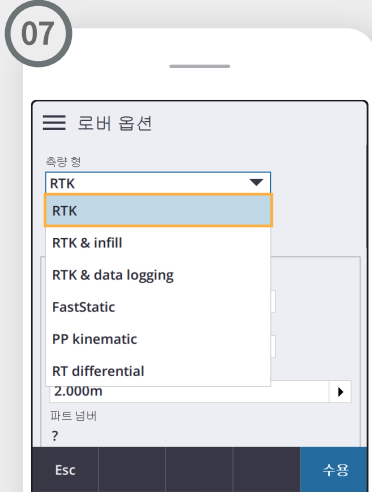 07
로버 옵션
측량 형
RTK
RTK
RTK & infill
RTK & data logging
FastStatic
PP kinematic
RT differential
2.000m
파트 넘버
?
Esc
수용